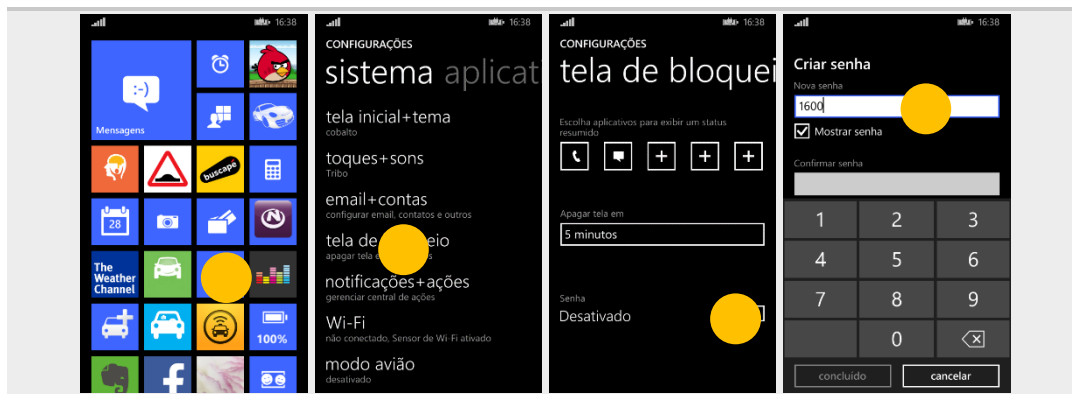 16:38
:-)
Mensagens
buscapé
28
N
The
Weather
Channel
100%
f
16:38
CONFIGURAÇÕES
sistema aplicat
tela inicial+tema
cobalto
toques+sons
Tribo
email+contas
configurar email, contatos e outros
tela de eio
apagar tela e
notificações+ações
gerenciar central de ações
Wi-Fi
não conectado, Sensor de Wi-Fi ativado
modo avião
desativado
16:38
CONFIGURAÇÕES
tela de bloquei
Escolha aplicativos para exibir um status
resumido
Apagar tela em
5 minutos
Senha
Desativado
16:38
Criar senha
Nova senha
1600
Mostrar senha
Confirmar senha
1 2 3
4 5 6
7 8 9
0
concluído cancelar